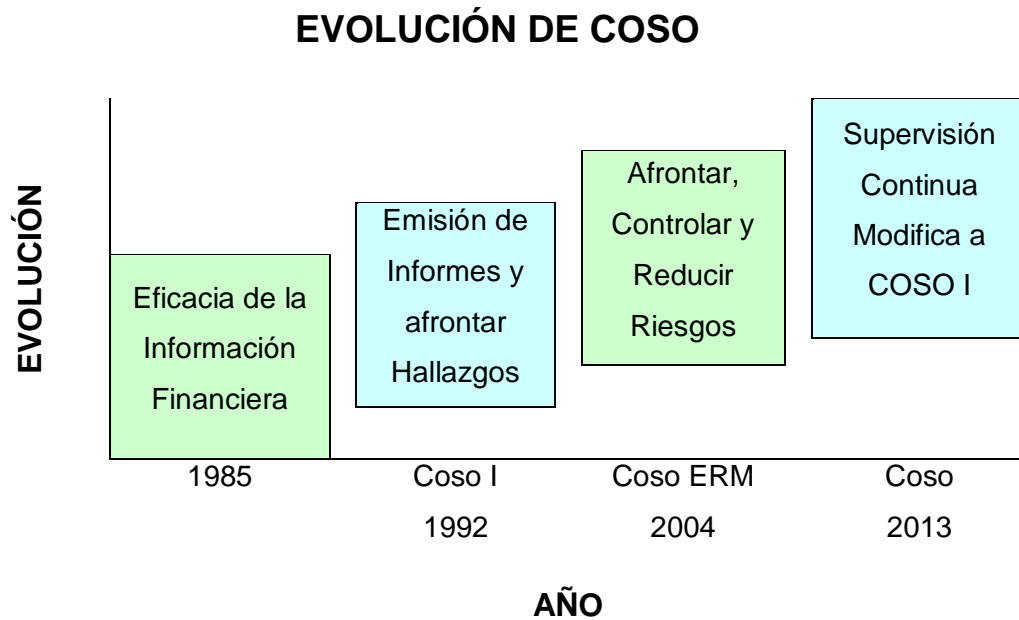 EVOLUCIÓN DE COSO
EVOLUCIÓN
Eficacia de la
Información
Financiera
Emisión de
Informes y
afrontar
Hallazgos
Afrontar,
Controlar y
Reducir
Riesgos
Supervisión
Continua
Modifica a
COSO I
1985
Coso I
1992
Coso ERM
2004
Coso
2013
AÑO